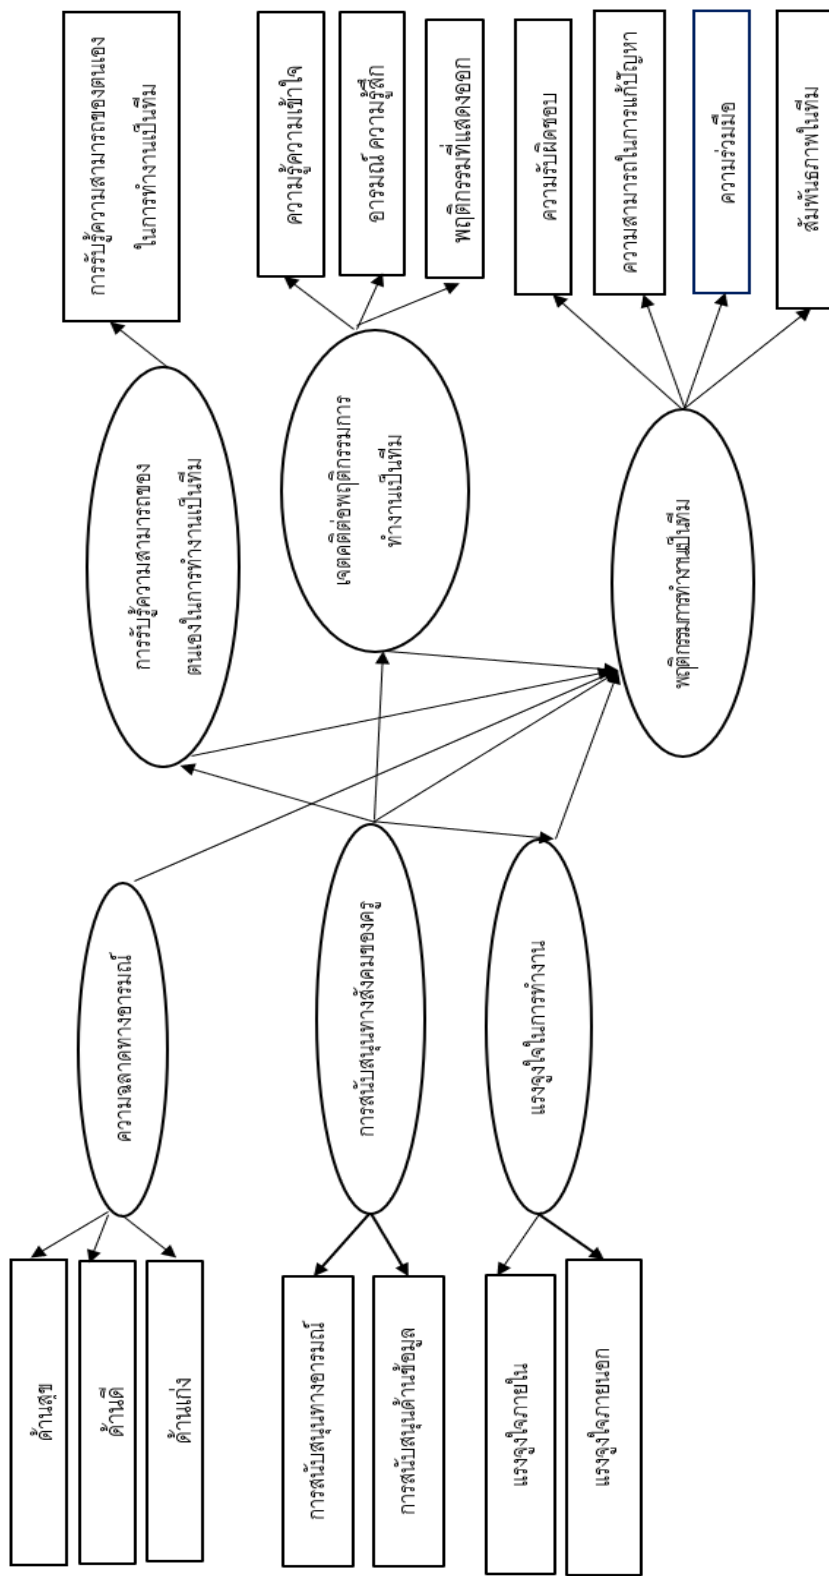 ด้านสุข
ด้านดี
ด้านเก่ง
ความฉลาดทางอารมณ์
การรับรู้ความสามารถของ
ตนเองในการทำงานเป็นทีม
การรับรู้ความสามารถของตนเอง
ในการทำงานเป็นทีม
การสนับสนุนทางอารมณ์
การสนับสนุนด้านข้อมูล
การสนับสนุนทางสังคมของครู
เจตคติต่อพฤติกรรมการ
ทำงานเป็นทีม
ความรู้ความเข้าใจ
อารมณ์ ความรู้สึก
พฤติกรรมที่แสดงออก
แรงจูงใจภายใน
แรงจูงใจภายนอก
แรงจูงใจในการทำงาน
พฤติกรรมการทำงานเป็นทีม
ความรับผิดชอบ
ความสามารถในการแก้ปัญหา
ความร่วมมือ
สัมพันธภาพในทีม